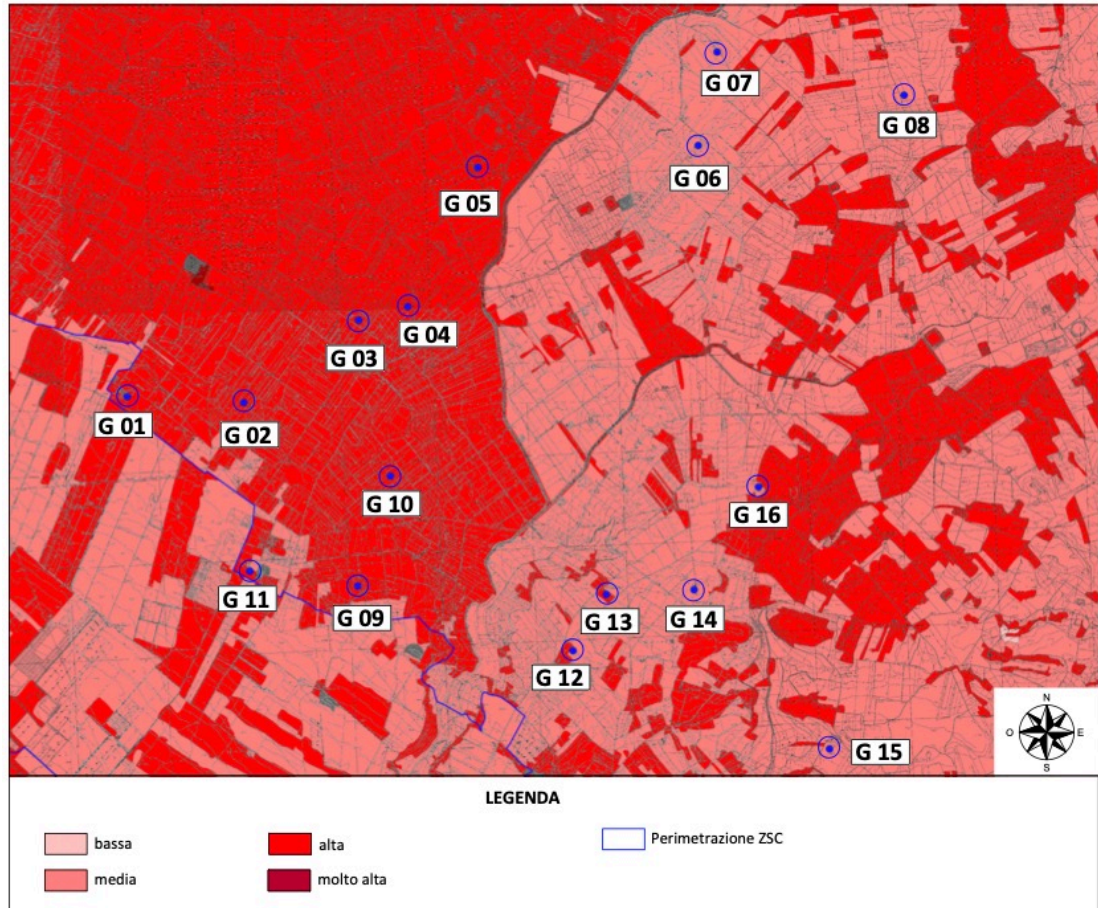 G 07
G 08
G 06
G 05
G 04
G 03
G 01
G 02
G 10
G 16
G 11
G 09
G 13
G 14
G 12
G 15
N
O E
S
LEGENDA
bassa
alta
Perimetrazione ZSC
media
molto alta